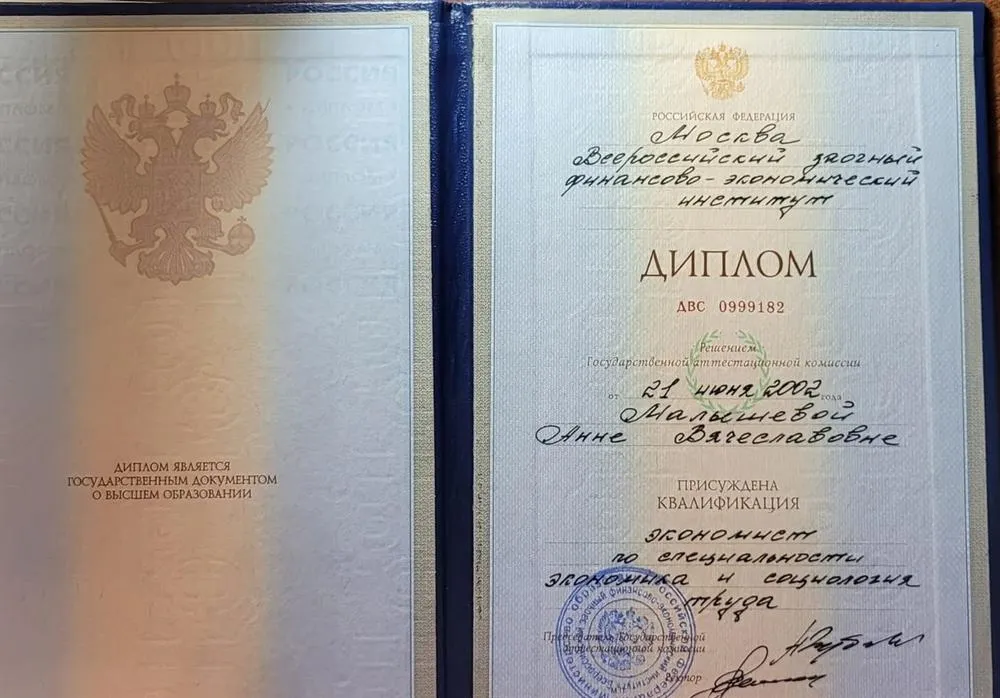 ДИПЛОМ ЯВЛЯЕТСЯ
ГОСУДАРСТВЕННЫМ ДОКУМЕНТОМ
О ВЫСШЕМ ОБРАЗОВАНИИ
РОССИЙСКАЯ ФЕДЕРАЦИЯ
Москва
Всероссийский заочный
финансово-экономический
институт
ДИПЛОМ
ДВС 0999182
Решением
Государственной аттестационной комиссии
от 21 июня 2002 года
Малышевой
Анне Вячеславовне
ПРИСУЖДЕНА
КВАЛИФИКАЦИЯ
экономист
по специальности
экономика и социология
труда
Председатель Государственной
аттестационной комиссии
Ректор